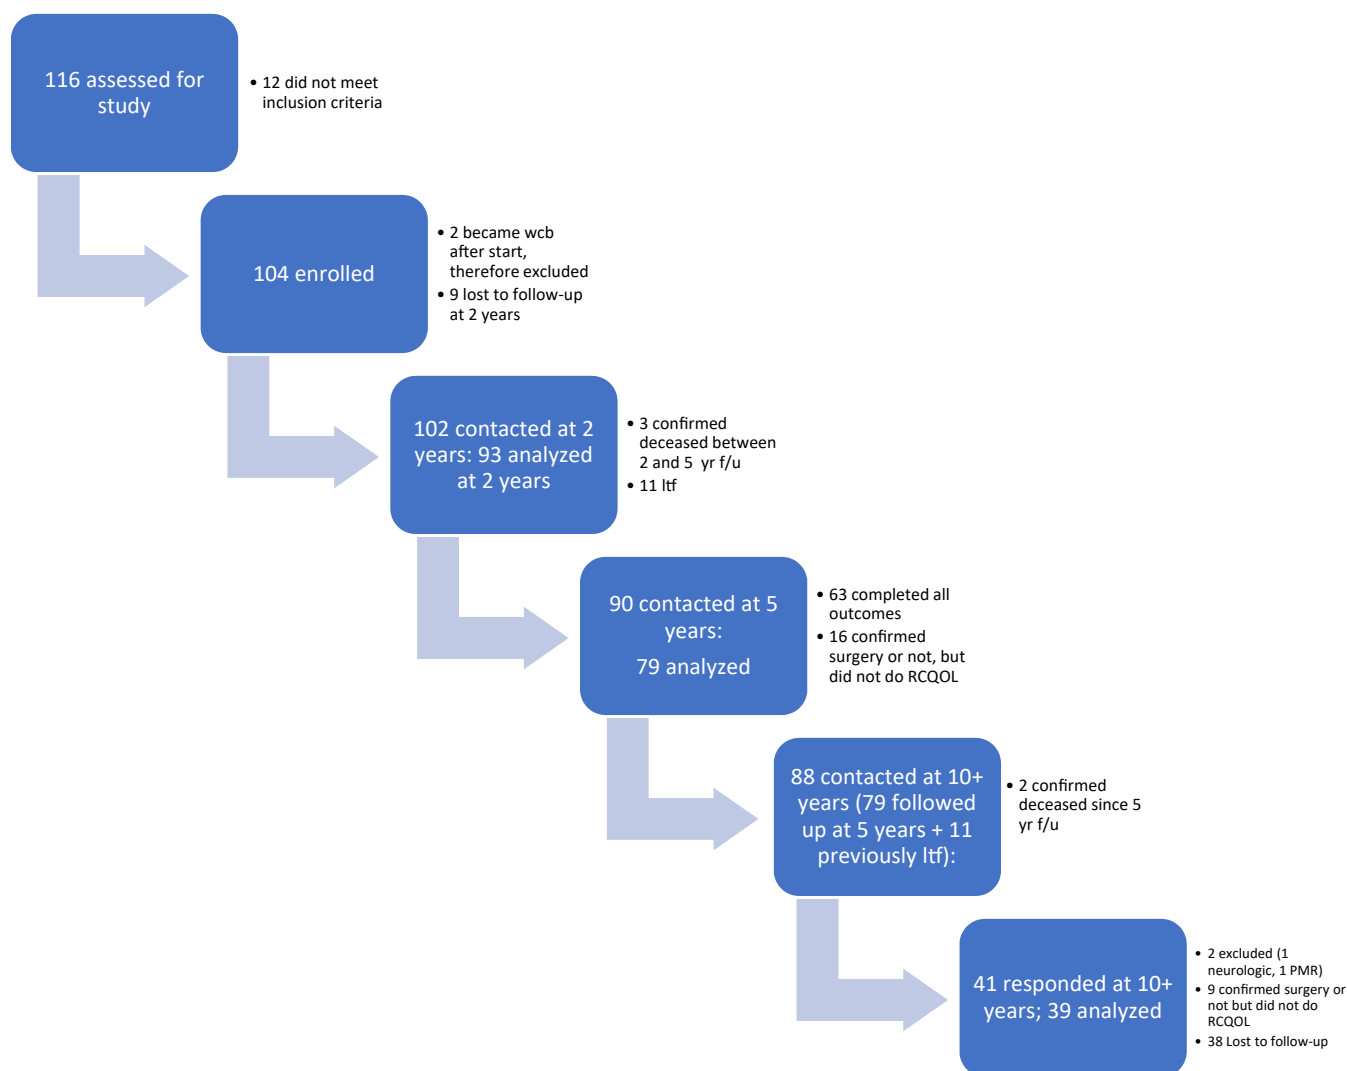 116 assessed for
study
• 12 did not meet
inclusion criteria
104 enrolled
• 2 became wcb
after start,
therefore excluded
• 9 lost to follow-up
at 2 years
102 contacted at 2
years: 93 analyzed
at 2 years
• 3 confirmed
deceased between
2 and 5 yr f/u
• 11 ltf
90 contacted at 5
years:
79 analyzed
• 63 completed all
outcomes
• 16 confirmed
surgery or not, but
did not do RCQOL
88 contacted at 10+
years (79 followed
up at 5 years + 11
previously ltf):
• 2 confirmed
deceased since 5
yr f/u
41 responded at 10+
years; 39 analyzed
• 2 excluded (1
neurologic, 1 PMR)
• 9 confirmed surgery or
not but did not do
RCQOL
• 38 Lost to follow-up